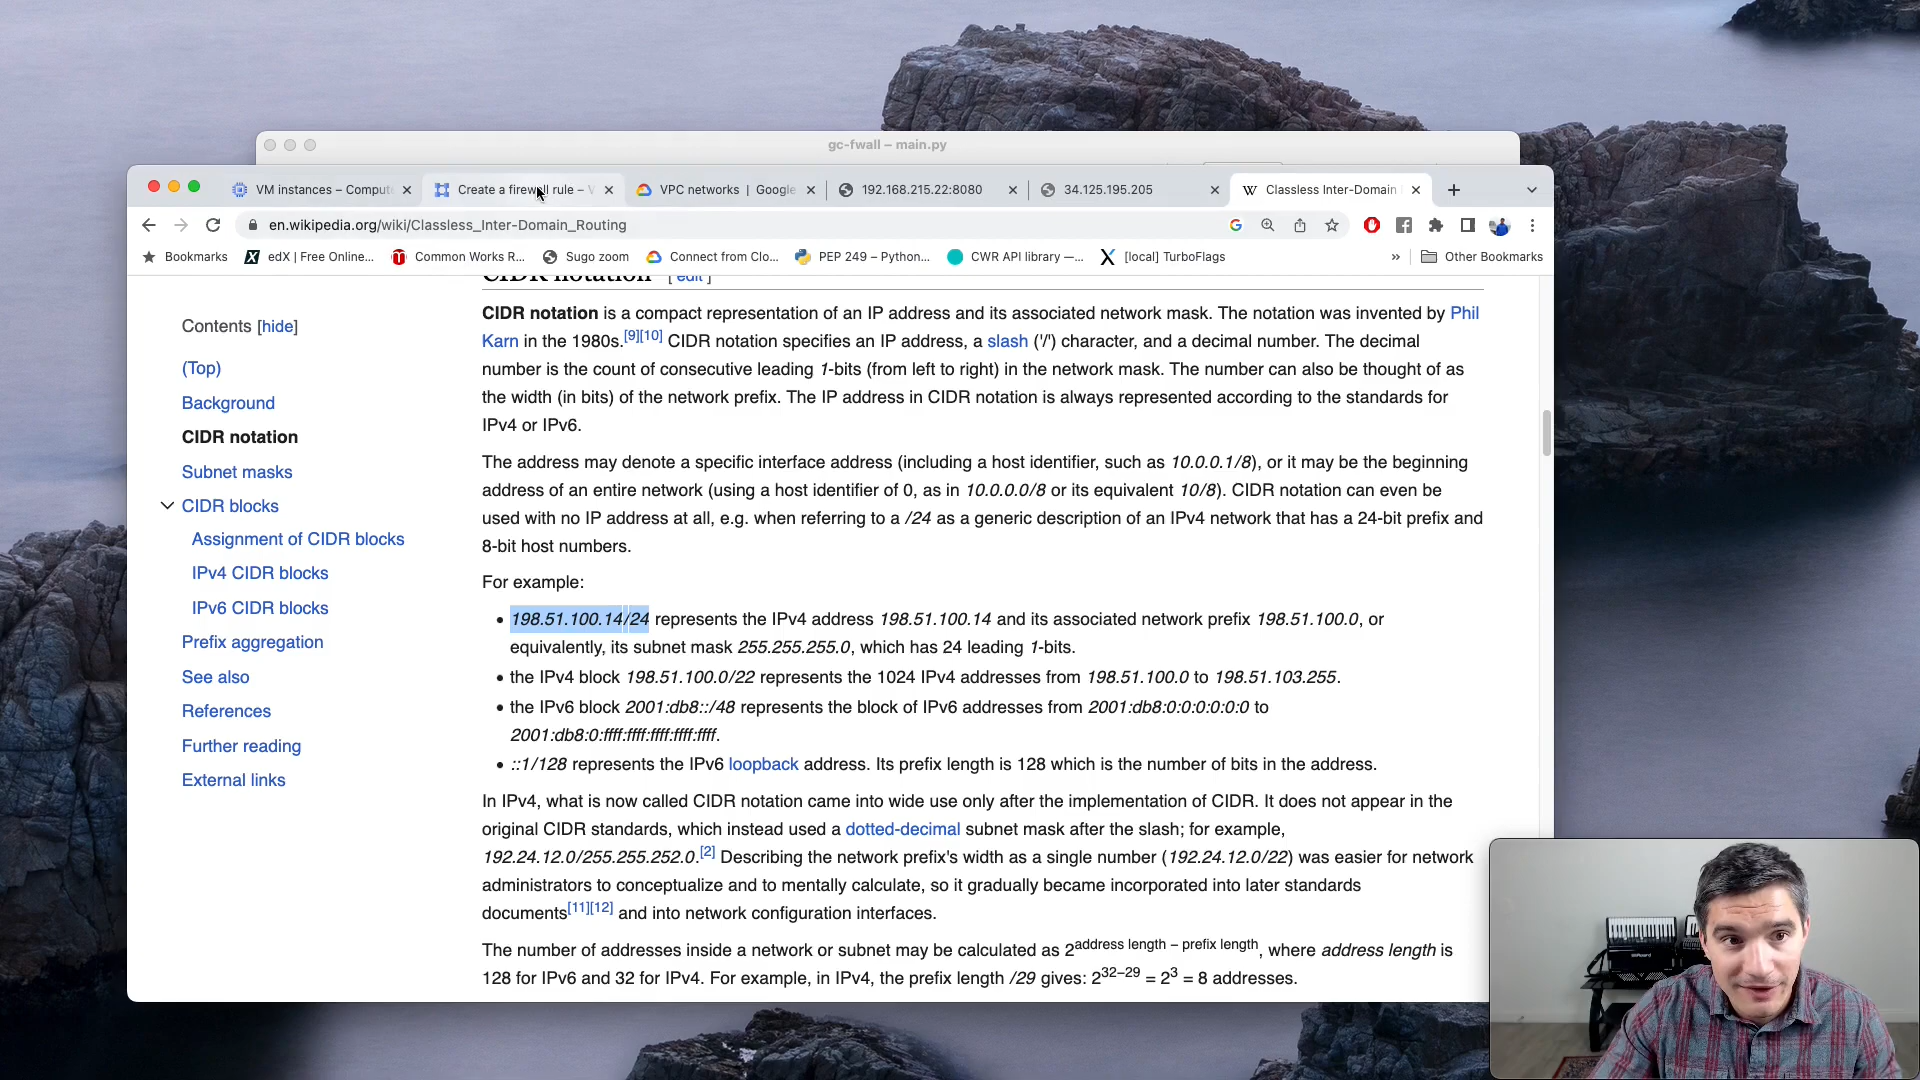 gc-fwall – main.py
VM instances – Compute
Create a firewall rule – V
VPC networks | Google
192.168.215.22:8080
34.125.195.205
Classless Inter-Domain
en.wikipedia.org/wiki/Classless_Inter-Domain_Routing
Bookmarks
edX | Free Online...
Common Works R...
Sugo zoom
Connect from Clo...
PEP 249 – Python...
CWR API library —...
[local] TurboFlags
»
Other Bookmarks
CIDR notation [ edit ]
Contents [hide]
(Top)
Background
CIDR notation
Subnet masks
CIDR blocks
Assignment of CIDR blocks
IPv4 CIDR blocks
IPv6 CIDR blocks
Prefix aggregation
See also
References
Further reading
External links
CIDR notation is a compact representation of an IP address and its associated network mask. The notation was invented by Phil
Karn in the 1980s.[9][10] CIDR notation specifies an IP address, a slash ('/') character, and a decimal number. The decimal
number is the count of consecutive leading 1-bits (from left to right) in the network mask. The number can also be thought of as
the width (in bits) of the network prefix. The IP address in CIDR notation is always represented according to the standards for
IPv4 or IPv6.
The address may denote a specific interface address (including a host identifier, such as 10.0.0.1/8), or it may be the beginning
address of an entire network (using a host identifier of 0, as in 10.0.0.0/8 or its equivalent 10/8). CIDR notation can even be
used with no IP address at all, e.g. when referring to a /24 as a generic description of an IPv4 network that has a 24-bit prefix and
8-bit host numbers.
For example:
• 198.51.100.14/24 represents the IPv4 address 198.51.100.14 and its associated network prefix 198.51.100.0, or
equivalently, its subnet mask 255.255.255.0, which has 24 leading 1-bits.
• the IPv4 block 198.51.100.0/22 represents the 1024 IPv4 addresses from 198.51.100.0 to 198.51.103.255.
• the IPv6 block 2001:db8::/48 represents the block of IPv6 addresses from 2001:db8:0:0:0:0:0:0 to
2001:db8:0:ffff:ffff:ffff:ffff:ffff.
• ::1/128 represents the IPv6 loopback address. Its prefix length is 128 which is the number of bits in the address.
In IPv4, what is now called CIDR notation came into wide use only after the implementation of CIDR. It does not appear in the
original CIDR standards, which instead used a dotted-decimal subnet mask after the slash; for example,
192.24.12.0/255.255.252.0.[2] Describing the network prefix's width as a single number (192.24.12.0/22) was easier for network
administrators to conceptualize and to mentally calculate, so it gradually became incorporated into later standards
documents[11][12] and into network configuration interfaces.
The number of addresses inside a network or subnet may be calculated as 2^address length − prefix length, where address length is
128 for IPv6 and 32 for IPv4. For example, in IPv4, the prefix length /29 gives: 2^32−29 = 2^3 = 8 addresses.